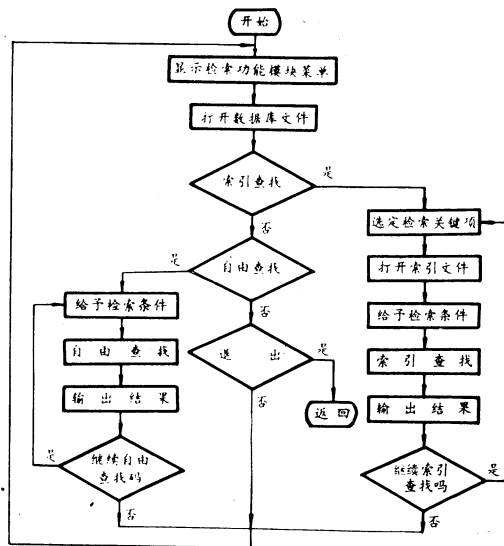 开始
显示检索功能模块菜单
打开数据库文件
索引查找
是
否
选定检索关键项
是
自由查找
打开索引文件
给予检索条件
否
给予检索条件
自由查找
退出
是
索引查找
输出结果
返回
输出结果
否
是
继续自由
查找吗
继续索引
查找吗
是
否
否